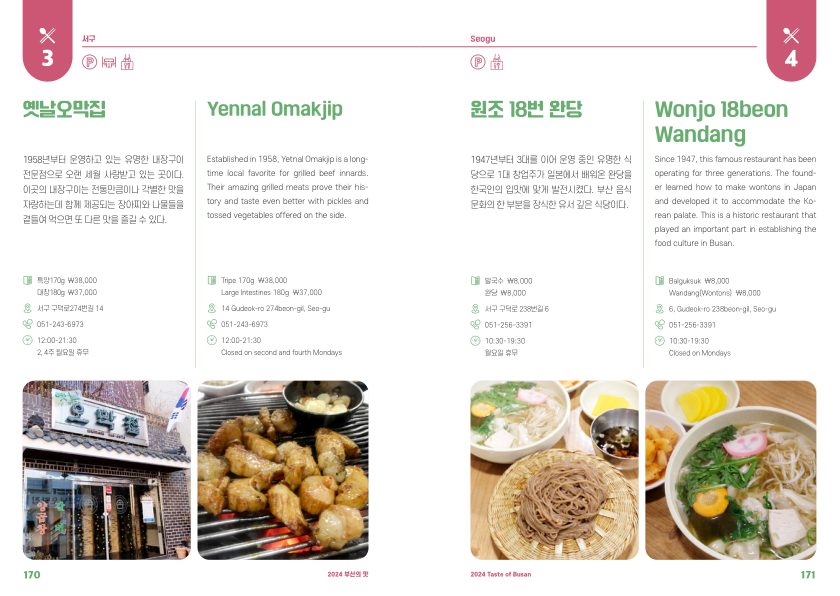 3
서구
옛날오막집
1958년부터 운영하고 있는 유명한 내장구이
전문점으로 오랜 세월 사랑받고 있는 곳이다.
이곳의 내장구이는 전통만큼이나 각별한 맛을
자랑하는데 함께 제공되는 장아찌와 나물들을
곁들여 먹으면 또 다른 맛을 즐길 수 있다.
특양170g ₩38,000
대창180g ₩37,000
서구 구덕로274번길 14
051-243-6973
12:00-21:30
2, 4주 월요일 휴무
Yennal Omakjip
Established in 1958, Yetnal Omakjip is a long-
time local favorite for grilled beef innards.
Their amazing grilled meats prove their his-
tory and taste even better with pickles and
tossed vegetables offered on the side.
Tripe 170g ₩38,000
Large Intestines 180g ₩37,000
14 Gudeok-ro 274beon-gil, Seo-gu
051-243-6973
12:00-21:30
Closed on second and fourth Mondays
오막집
170
2024 부산의 맛
Seogu
4
원조 18번 완당
1947년부터 3대를 이어 운영 중인 유명한 식
당으로 1대 창업주가 일본에서 배워온 완당을
한국인의 입맛에 맞게 발전시켰다. 부산 음식
문화의 한 부분을 장식한 유서 깊은 식당이다.
발국수 ₩8,000
완당 ₩8,000
서구 구덕로 238번길 6
051-256-3391
10:30-19:30
월요일 휴무
Wonjo 18beon
Wandang
Since 1947, this famous restaurant has been
operating for three generations. The found-
er learned how to make wontons in Japan
and developed it to accommodate the Ko-
rean palate. This is a historic restaurant that
played an important part in establishing the
food culture in Busan.
Balguksuk ₩8,000
Wandang(Wontons) ₩8,000
6, Gudeok-ro 238beon-gil, Seo-gu
051-256-3391
10:30-19:30
Closed on Mondays
2024 Taste of Busan
171